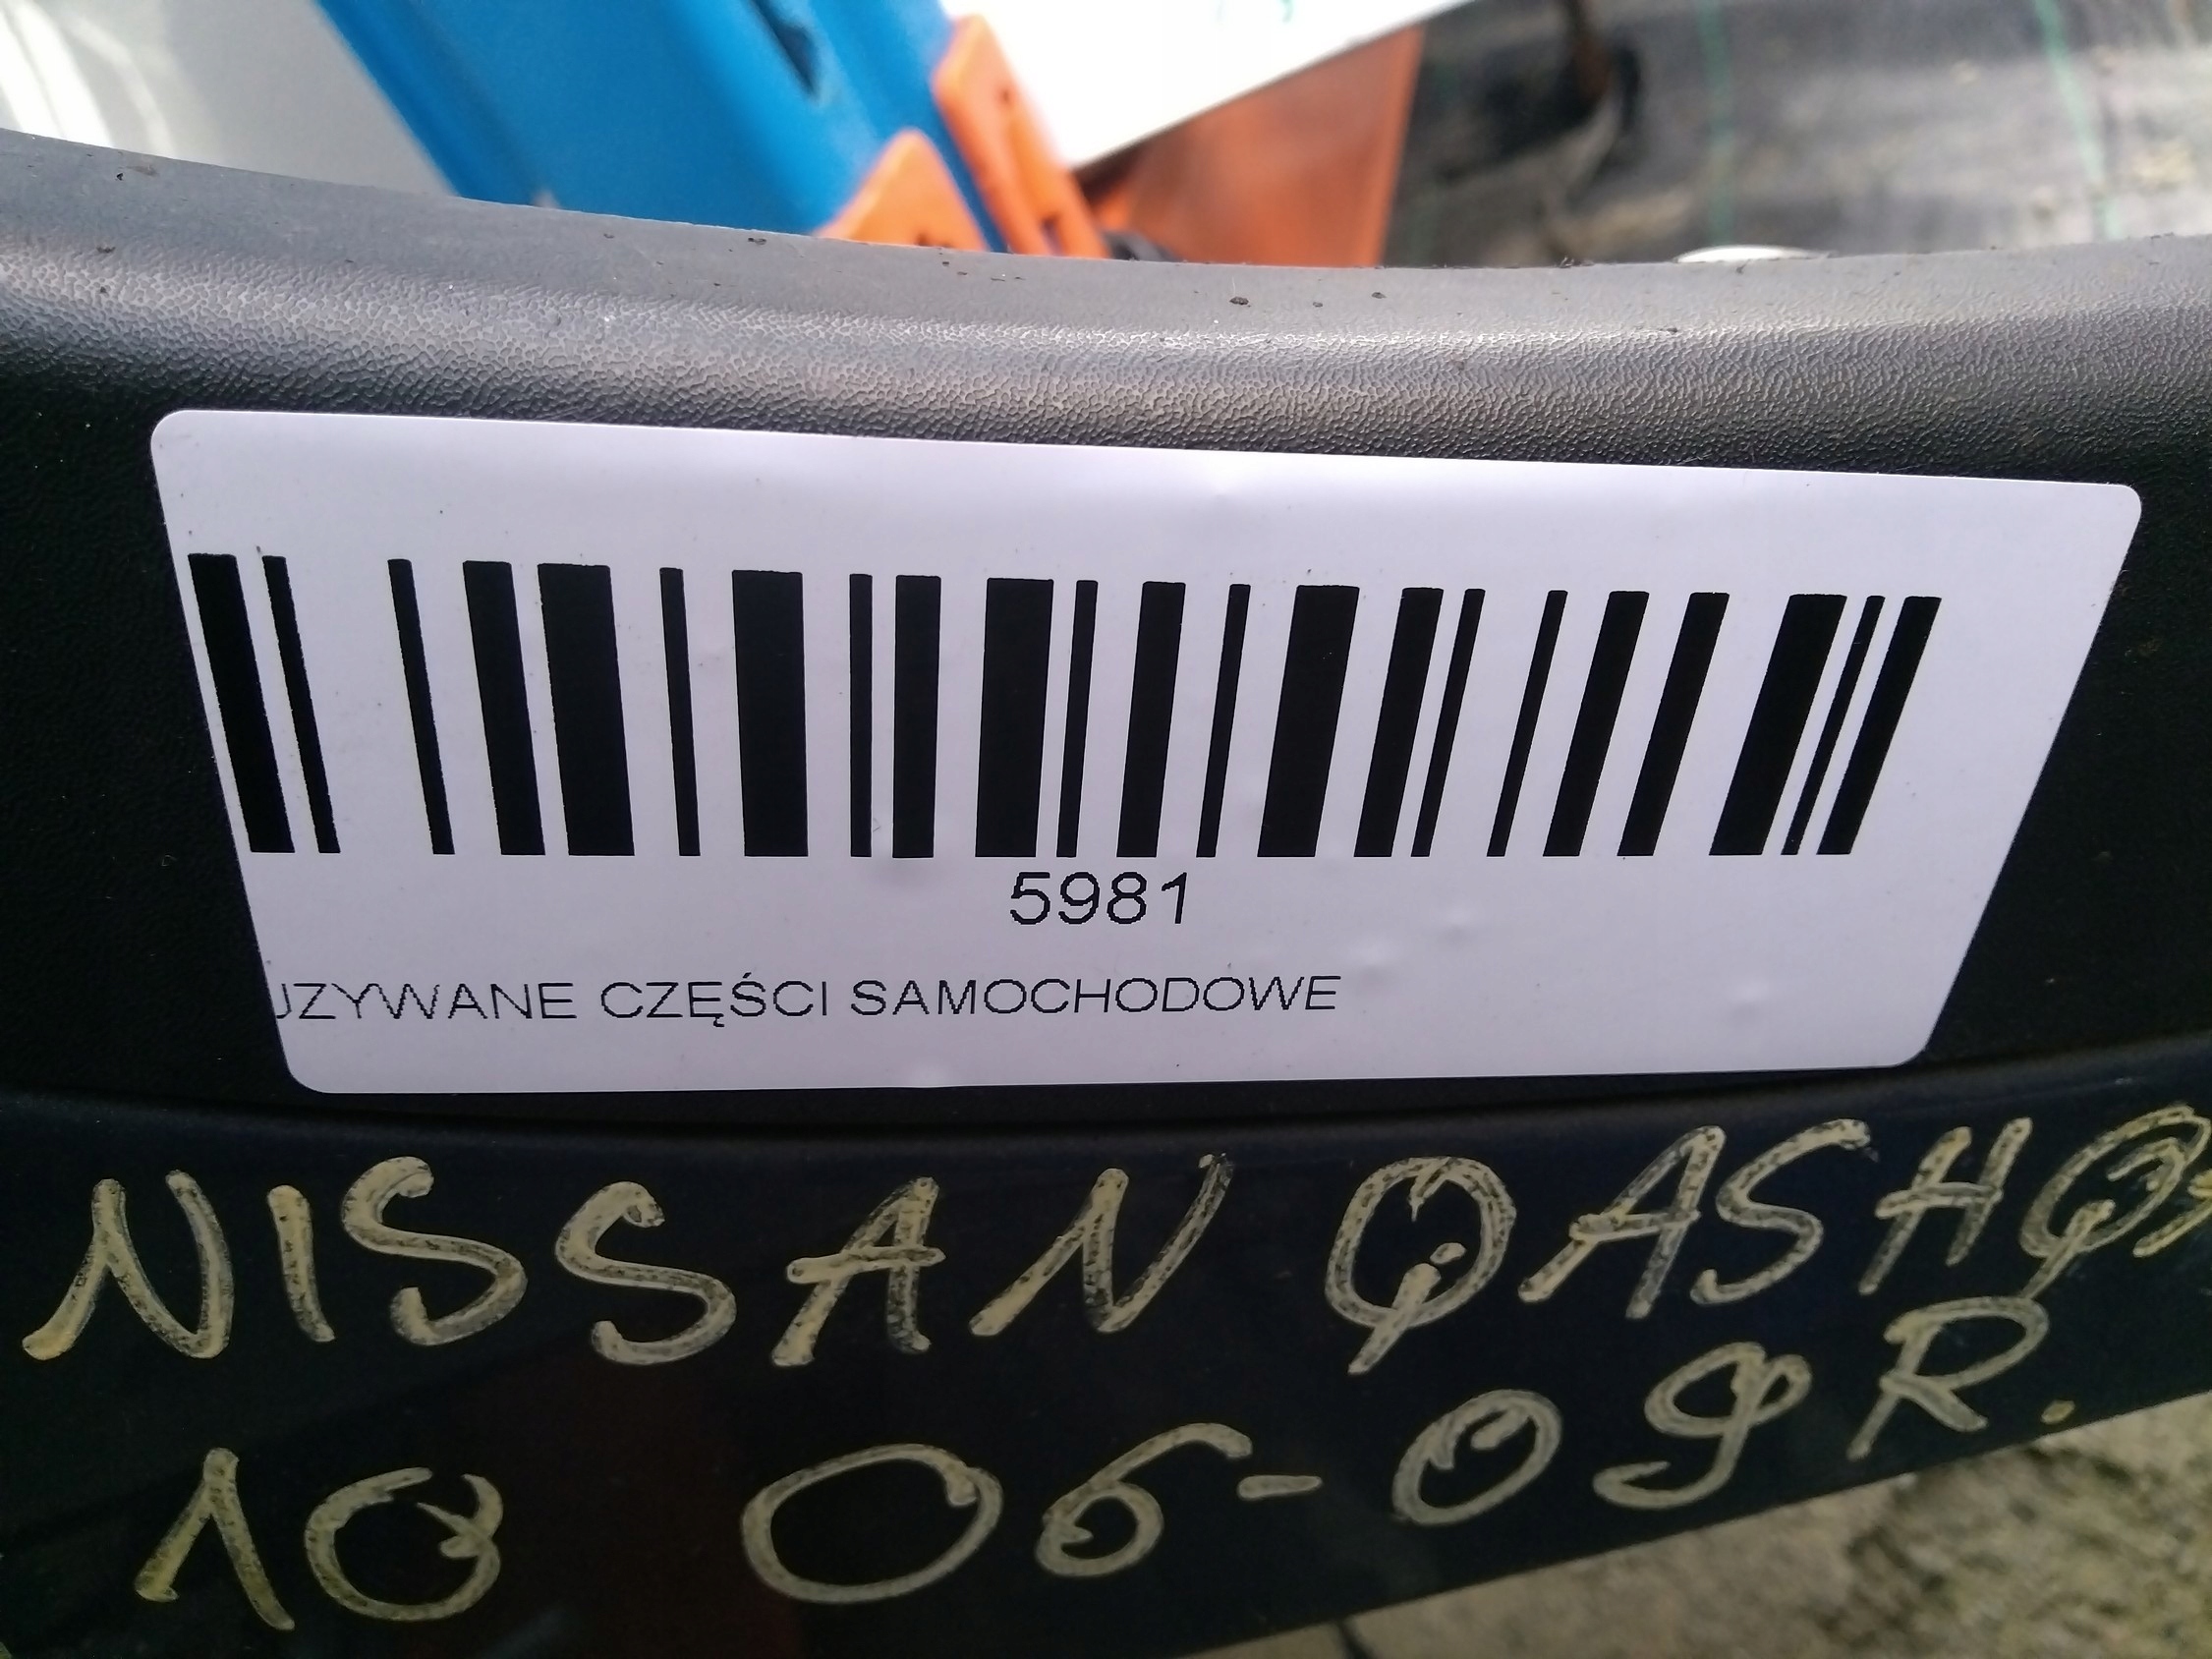 5981
UZYWANE CZĘŚCI SAMOCHODOWE
NISSAN QASHQ
10 06-09R.